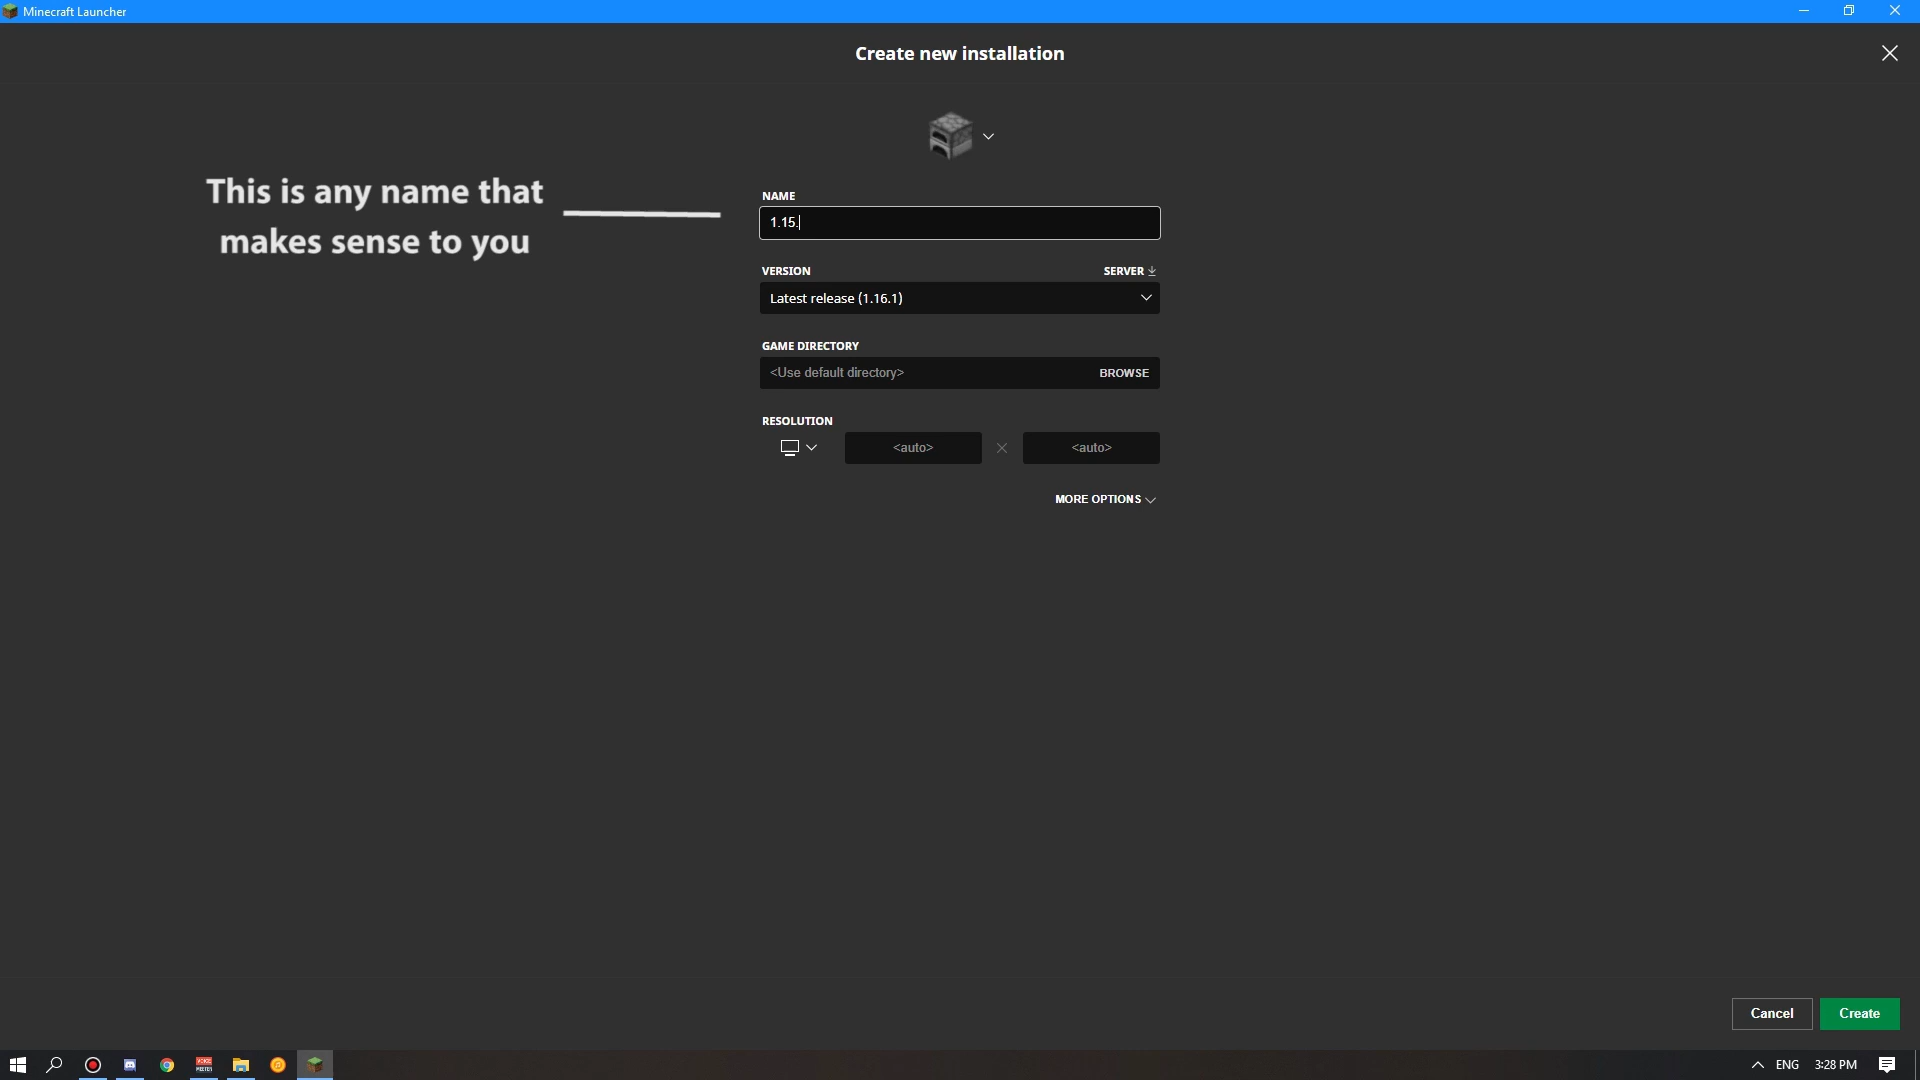 Minecraft Launcher
Create new installation
This is any name that
makes sense to you
NAME
1.15.
VERSION
SERVER
Latest release (1.16.1)
GAME DIRECTORY
<Use default directory>
BROWSE
RESOLUTION
<auto>
<auto>
MORE OPTIONS
Cancel
Create
ENG
3:28 PM